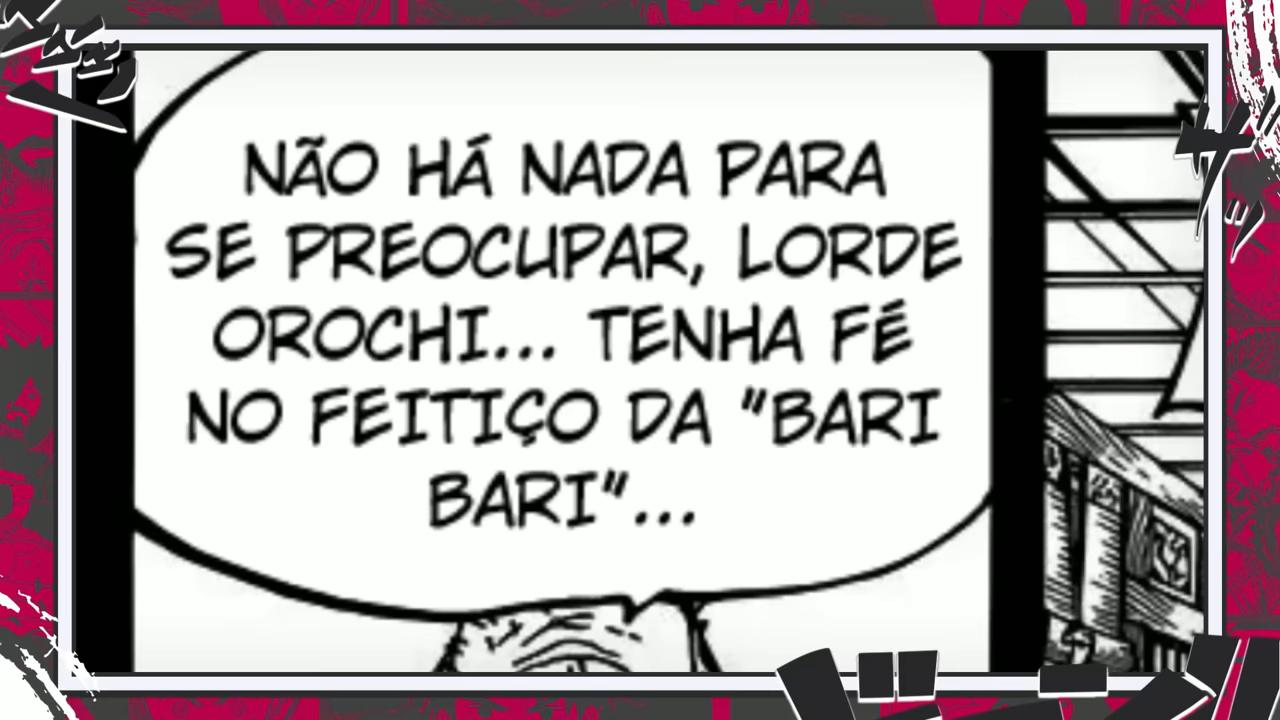 NÃO HÁ NADA PARA
SE PREOCUPAR, LORDE
OROCHI... TENHA FÉ
NO FEITIÇO DA "BARI
BARI"...